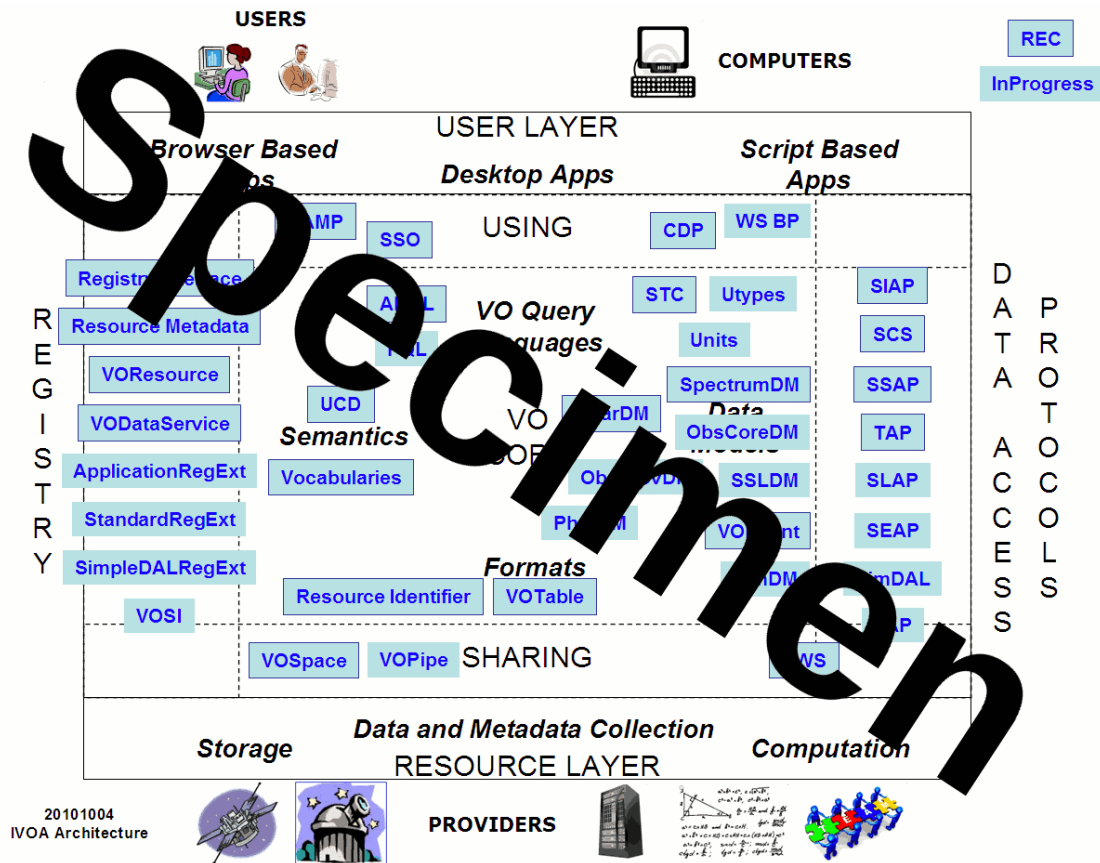 USERS
COMPUTERS
REC
InProgress
USER LAYER
Browser Based
Desktop Apps
Script Based
Apps
SSO
USING
CDP
WS BP
Resource Metadata
VOResource
VODataService
ApplicationRegExt
StandardRegExt
SimpleDALRegExt
VOSI
REGISTRY
VO Query
UCD
Semantics
Vocabularies
VO
Formats
Resource Identifier
VOTable
STC
Utypes
Units
SpectrumDM
Data
ObsCoreDM
SSLDM
SIAP
SCS
SSAP
TAP
SLAP
SEAP
DATA ACCESS
PROTOCOLS
VOSpace
VOPipe
SHARING
Data and Metadata Collection
Storage
Computation
RESOURCE LAYER
20101004
IVOA Architecture
PROVIDERS
Specimen